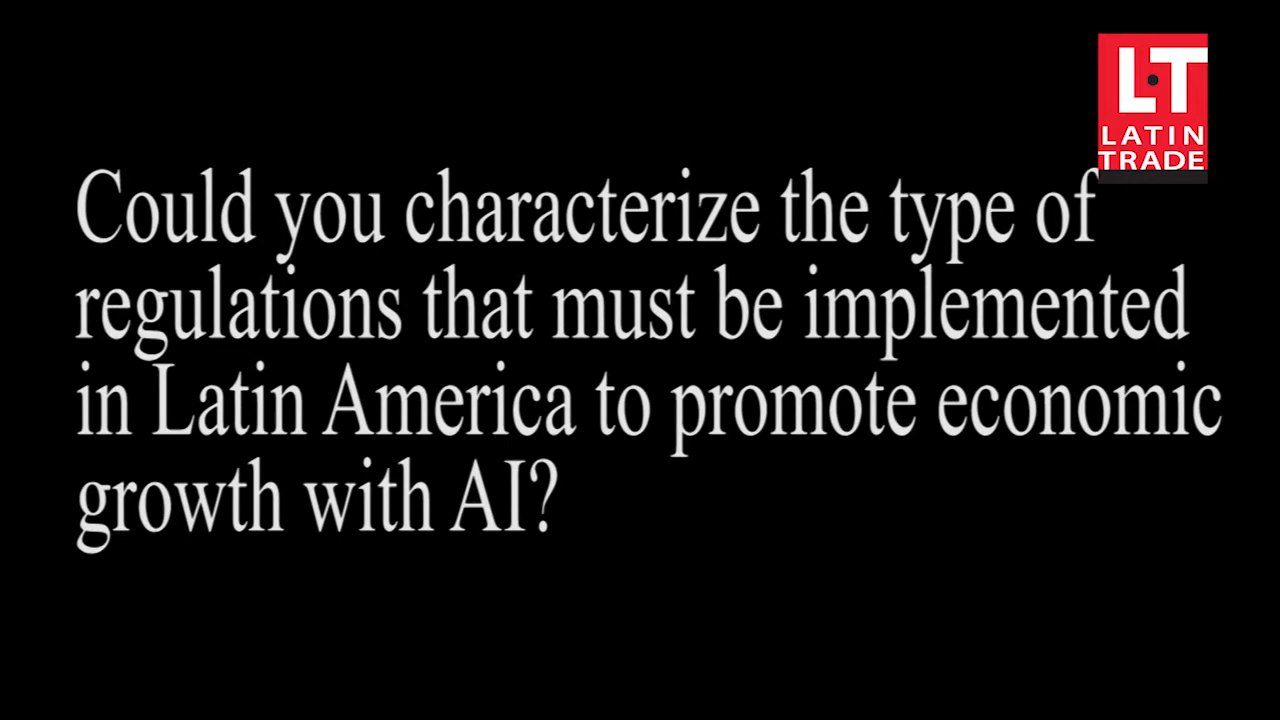 LT
LATIN
TRADE
Could you characterize the type of
regulations that must be implemented
in Latin America to promote economic
growth with AI?